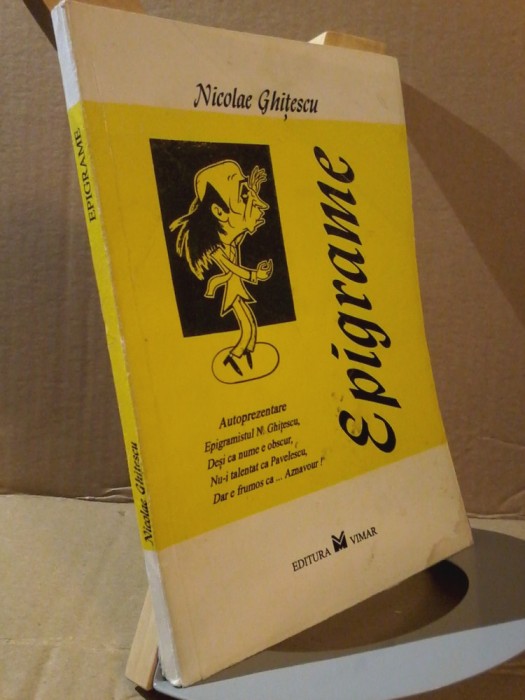 Nicolae Ghițescu
Epigrame
Autoprezentare
Epigramistul N. Ghițescu,
Deși ca nume e obscur,
Nu-i talentat ca Pavelescu,
Dar e frumos ca ... Aznavour !
EDITURA VIMAR
EPIGRAME
Nicolae Ghițescu